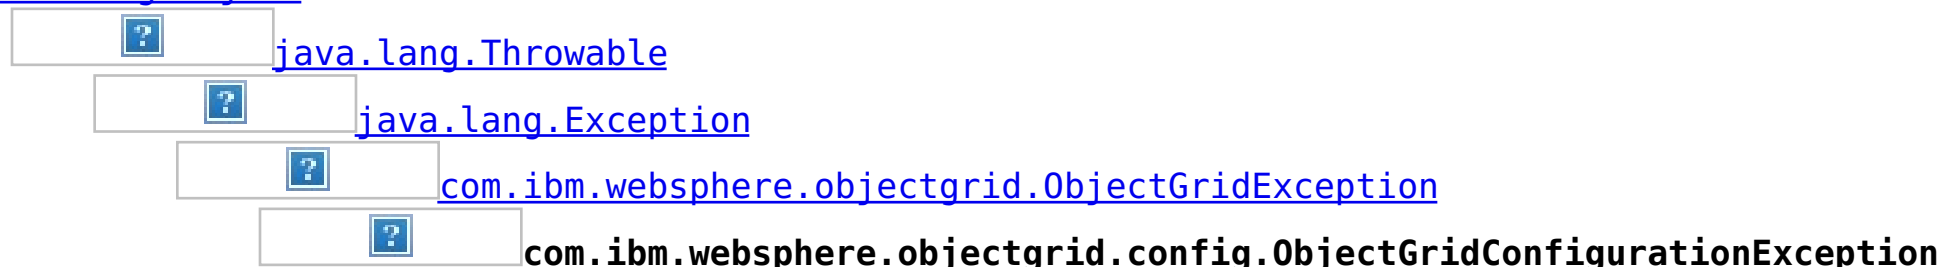 java.lang.Throwable
java.lang.Exception
com.ibm.websphere.objectgrid.ObjectGridException
com.ibm.websphere.objectgrid.config.ObjectGridConfigurationException